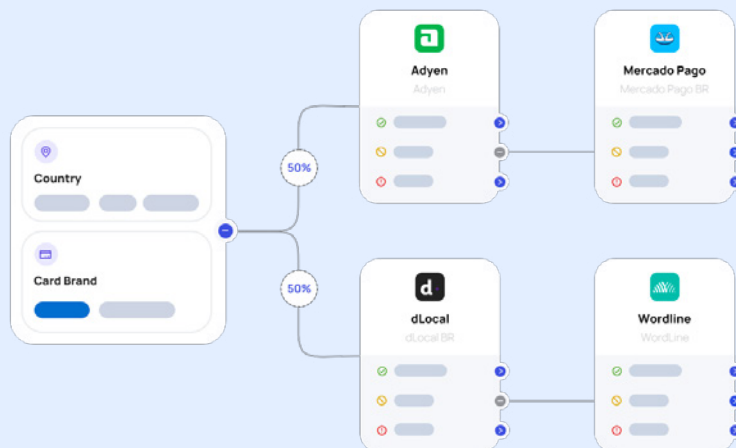 Country
Card Brand
50%
50%
Adyen
Adyen
Mercado Pago
Mercado Pago BR
d
dLocal
dLocal BR
Wordline
WordLine